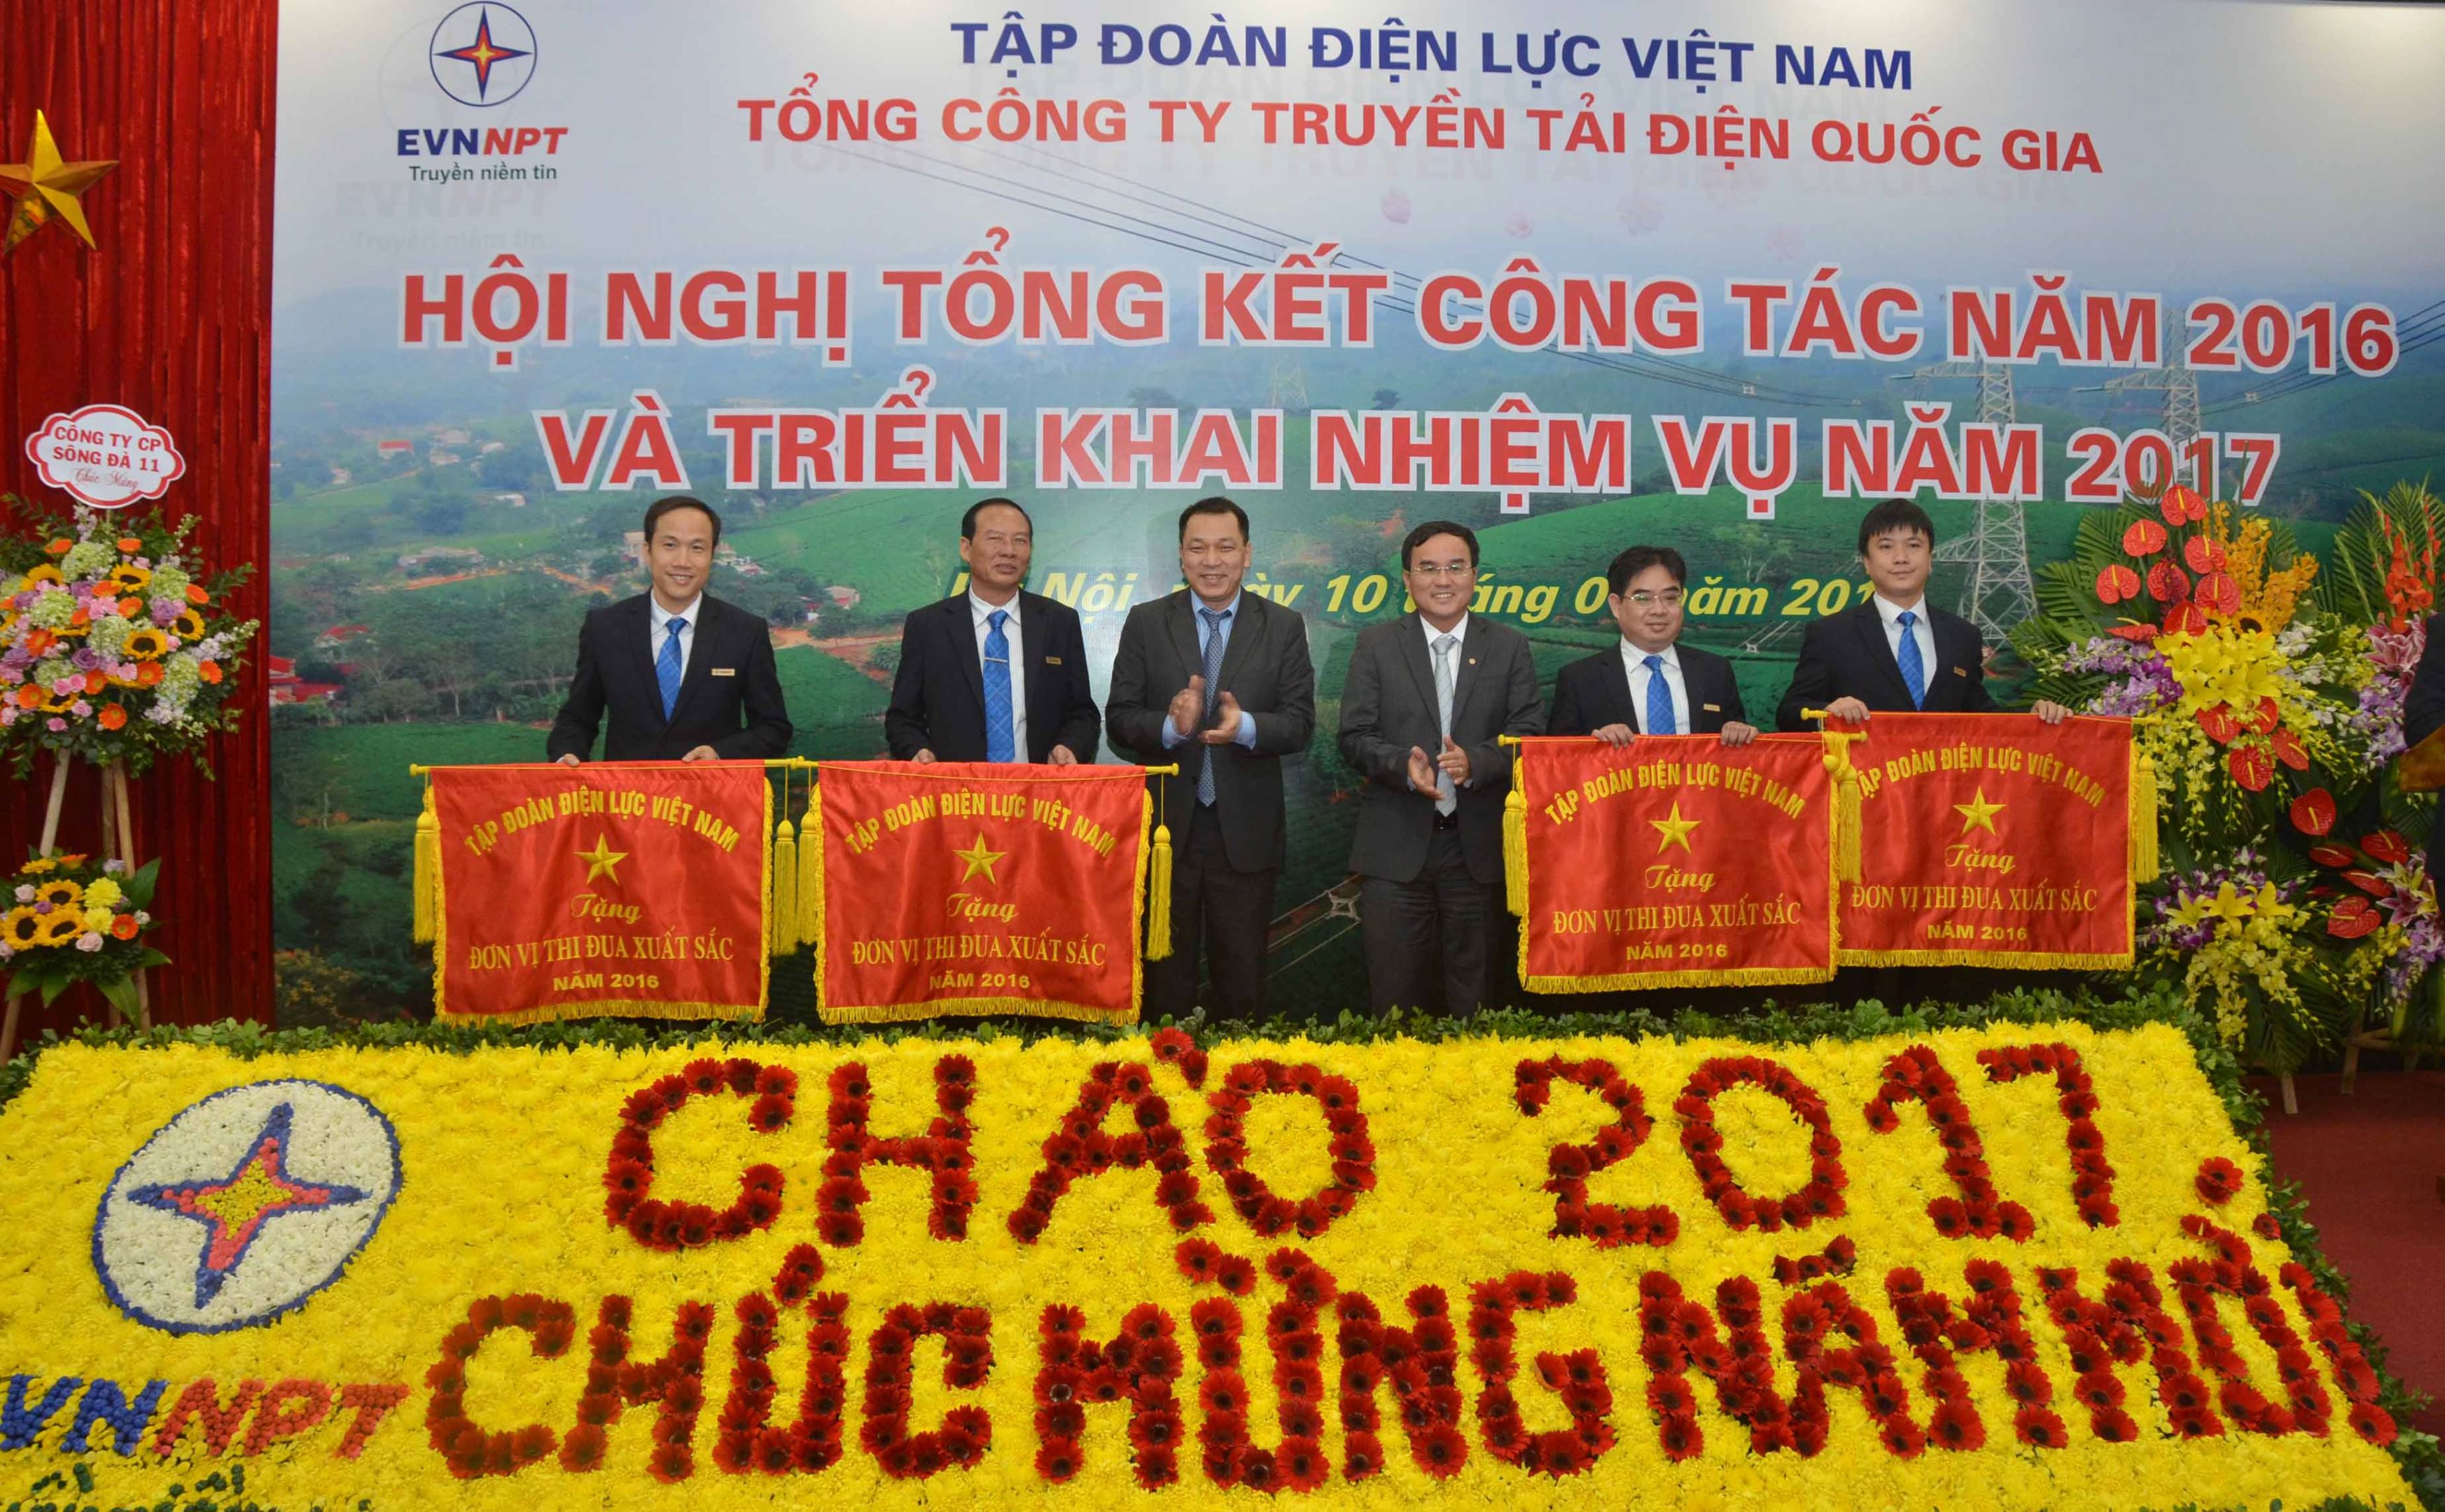 TẬP ĐOÀN ĐIỆN LỰC VIỆT NAM
TỔNG CÔNG TY TRUYỀN TẢI ĐIỆN QUỐC GIA
EVNNPT
Truyền niềm tin
HỘI NGHỊ TỔNG KẾT CÔNG TÁC NĂM 2016
VÀ TRIỂN KHAI NHIỆM VỤ NĂM 2017
Nội, 10 năm
CÔNG TY CP
SÔNG ĐÀ 11
Chúc Mừng
TẬP ĐOÀN ĐIỆN LỰC VIỆT NAM
Tặng
ĐƠN VỊ THI ĐUA XUẤT SẮC
NĂM 2016
TẬP ĐOÀN ĐIỆN LỰC VIỆT NAM
Tặng
ĐƠN VỊ THI ĐUA XUẤT SẮC
NĂM 2016
TẬP ĐOÀN ĐIỆN LỰC VIỆT NAM
Tặng
ĐƠN VỊ THI ĐUA XUẤT SẮC
NĂM 2016
TẬP ĐOÀN ĐIỆN LỰC VIỆT NAM
Tặng
ĐƠN VỊ THI ĐUA XUẤT SẮC
NĂM 2016
CHÀO 2017
CHÚC MỪNG NĂM MỚI
VNNPT